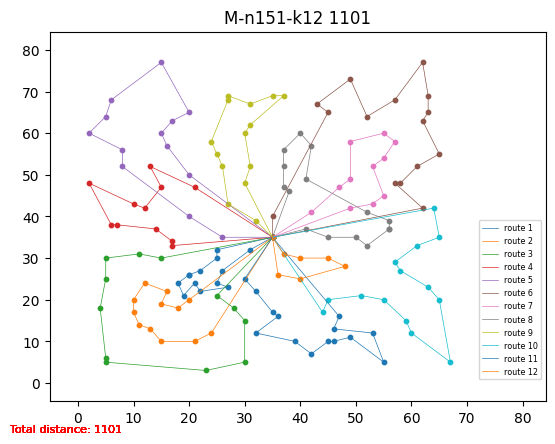 M-n151-k12 1101
80
70
60
50
40
30
20
10
0
0 10 20 30 40 50 60 70 80
route 1
route 2
route 3
route 4
route 5
route 6
route 7
route 8
route 9
route 10
route 11
route 12
Total distance: 1101